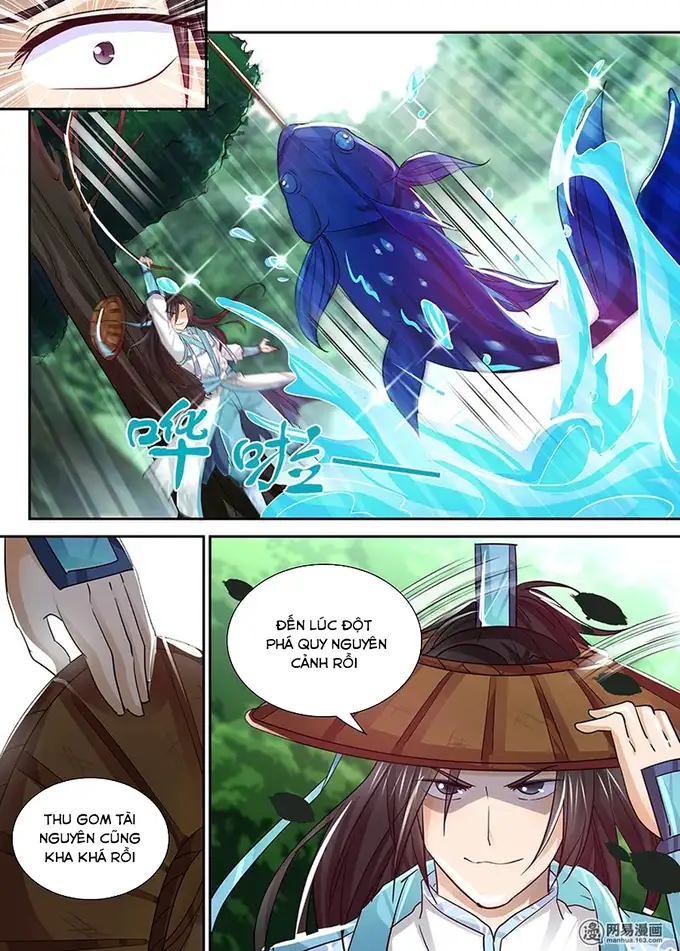 哗啦——
THU GOM TÀI
NGUYÊN CŨNG
KHA KHÁ RỒI
ĐẾN LÚC ĐỘT
PHÁ QUY NGUYÊN
CẢNH RỒI
网易漫画
manhua.163.com